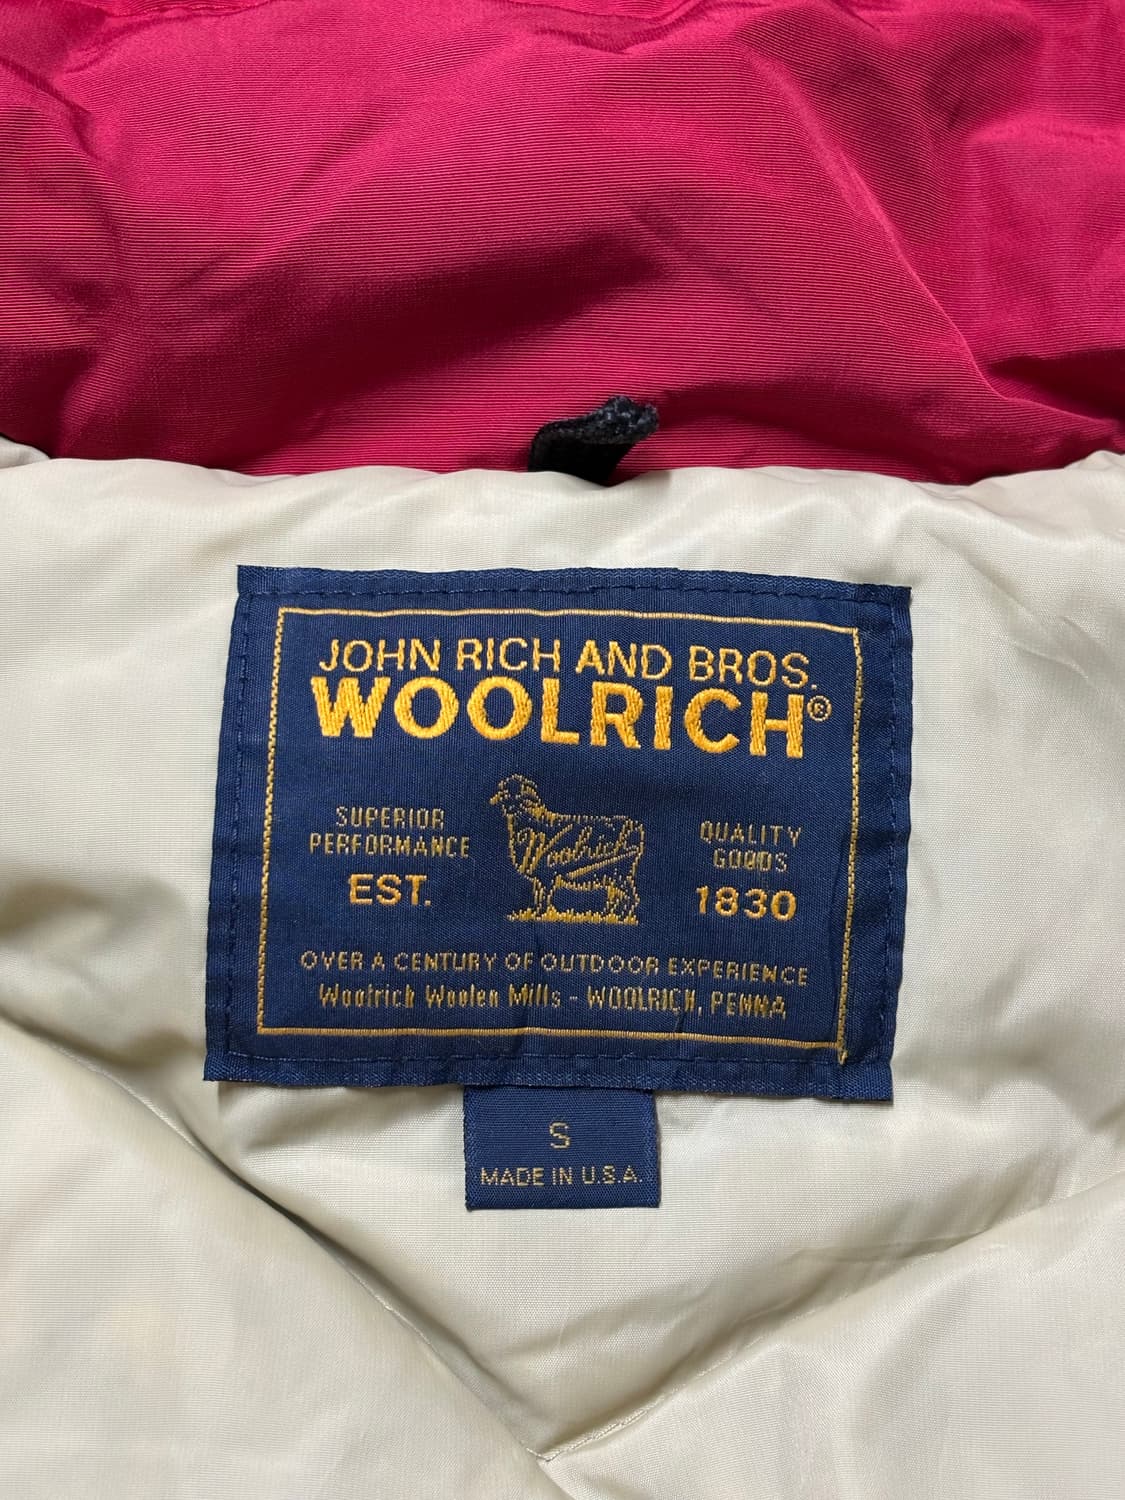 JOHN RICH AND BROS.
WOOLRICH®
SUPERIOR
PERFORMANCE
EST.
Woolrich
QUALITY
GOODS
1830
OVER A CENTURY OF OUTDOOR EXPERIENCE
Woolrich Woolen Mills - WOOLRICH, PENNA
S
MADE IN U.S.A.